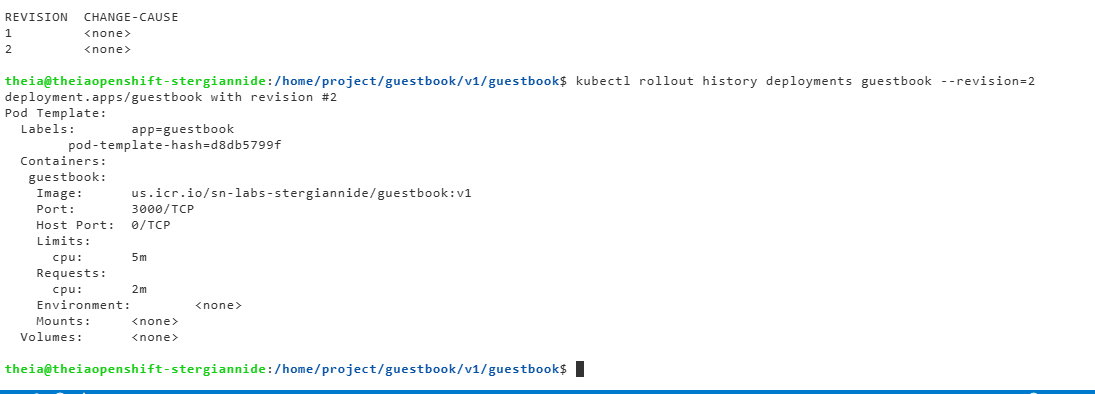 REVISION  CHANGE-CAUSE
1         <none>
2         <none>
theia@theiaopenshift-stergiannide:/home/project/guestbook/v1/guestbook$ kubectl rollout history deployments guestbook --revision=2
deployment.apps/guestbook with revision #2
Pod Template:
  Labels:       app=guestbook
        pod-template-hash=d8db5799f
  Containers:
   guestbook:
    Image:      us.icr.io/sn-labs-stergiannide/guestbook:v1
    Port:       3000/TCP
    Host Port:  0/TCP
    Limits:
      cpu:      5m
    Requests:
      cpu:      2m
    Environment:        <none>
    Mounts:     <none>
  Volumes:      <none>
theia@theiaopenshift-stergiannide:/home/project/guestbook/v1/guestbook$